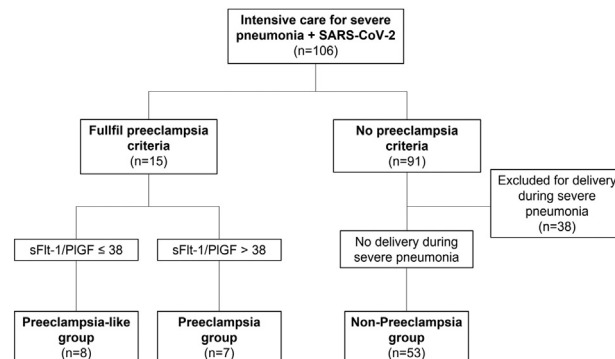 Intensive care for severe
pneumonia + SARS-CoV-2
(n=106)
Fullfil preeclampsia
criteria
(n=15)
No preeclampsia
criteria
(n=91)
Excluded for delivery
during severe
pneumonia
(n=38)
sFlt-1/PlGF ≤ 38
sFlt-1/PlGF > 38
No delivery during
severe pneumonia
Preeclampsia-like
group
(n=8)
Preeclampsia
group
(n=7)
Non-Preeclampsia
group
(n=53)